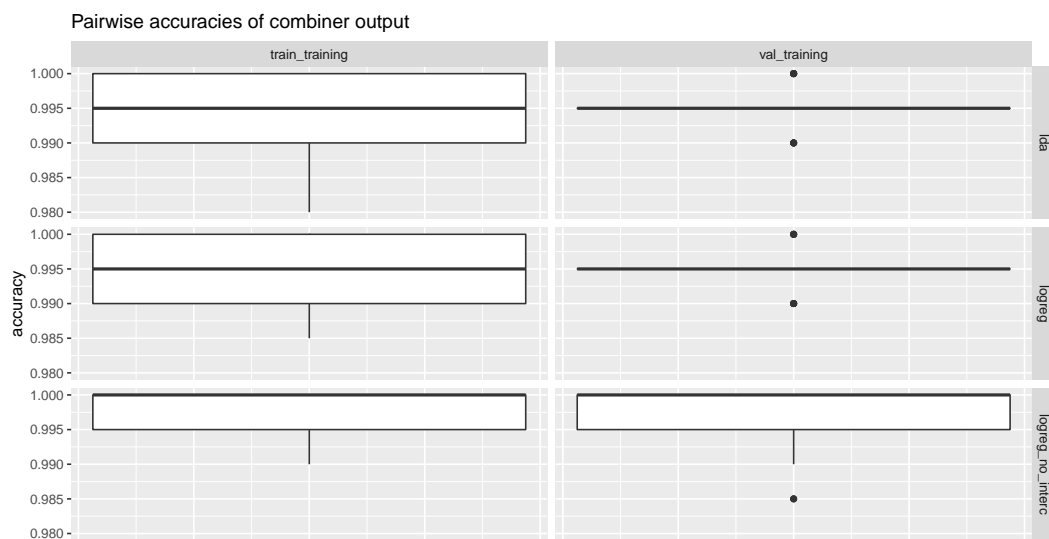 Pairwise accuracies of combiner output
train_training
val_training
1.000
0.995
0.990
0.985
0.980
lda
1.000
0.995
0.990
0.985
0.980
logreg
1.000
0.995
0.990
0.985
0.980
logreg_no_interc
accuracy